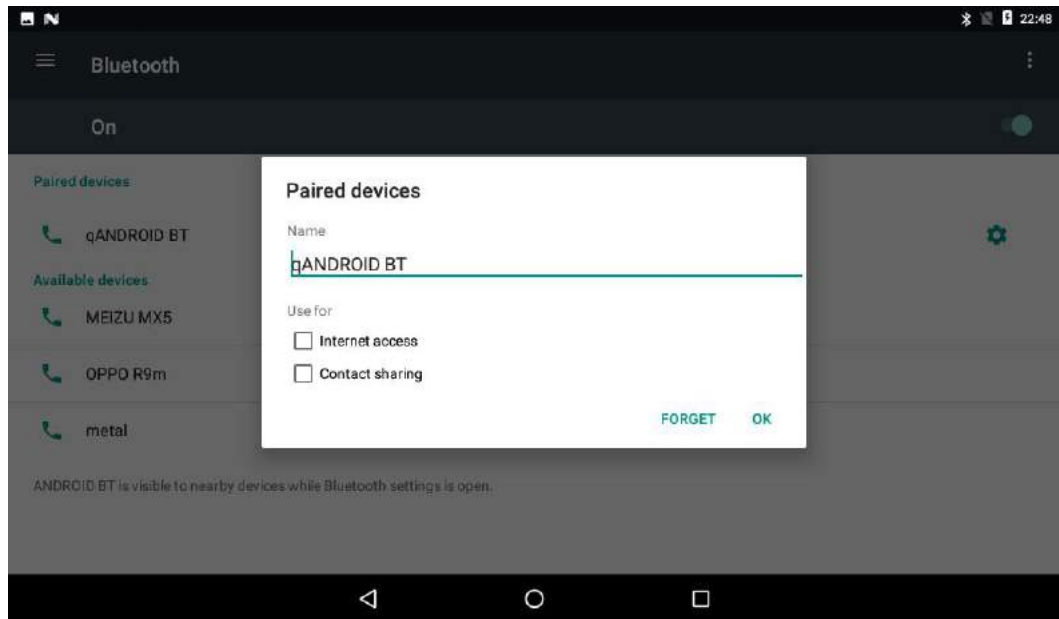 22:48
Bluetooth
On
Paired devices
qANDROID BT
Available devices
MEIZU MX5
OPPO R9m
metal
ANDROID BT is visible to nearby devices while Bluetooth settings is open.
Paired devices
Name
qANDROID BT
Use for
Internet access
Contact sharing
FORGET OK